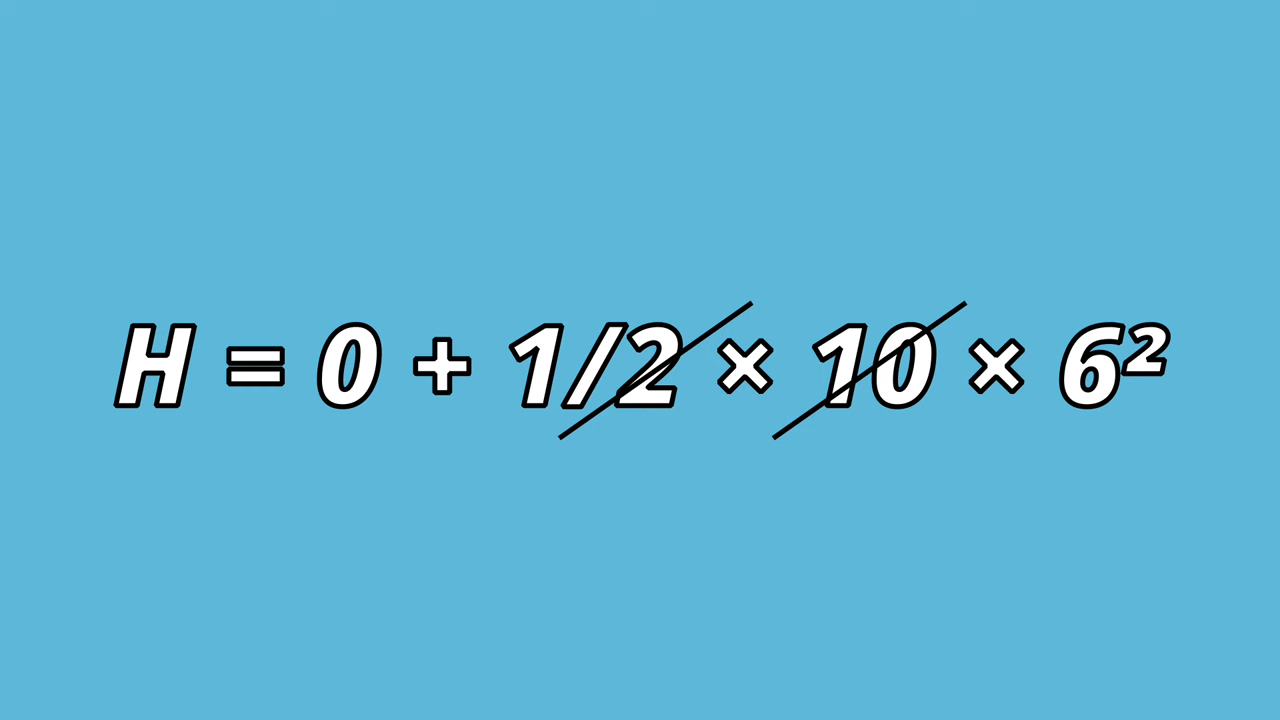 H = 0 + 1/2 × 10 × 6²